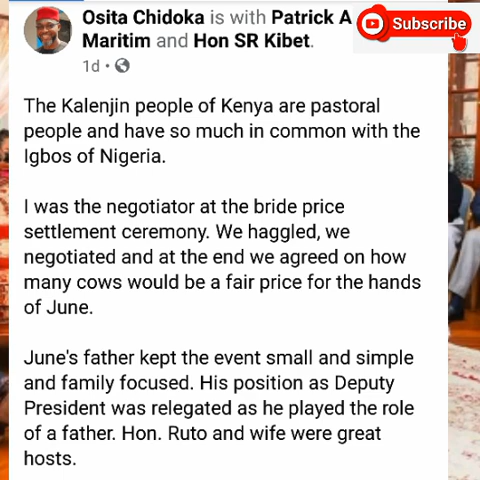 Osita Chidoka is with Patrick A
Maritim and Hon SR Kibet.
1d
Subscribe
The Kalenjin people of Kenya are pastoral
people and have so much in common with the
Igbos of Nigeria.
I was the negotiator at the bride price
settlement ceremony. We haggled, we
negotiated and at the end we agreed on how
many cows would be a fair price for the hands
of June.
June's father kept the event small and simple
and family focused. His position as Deputy
President was relegated as he played the role
of a father. Hon. Ruto and wife were great
hosts.